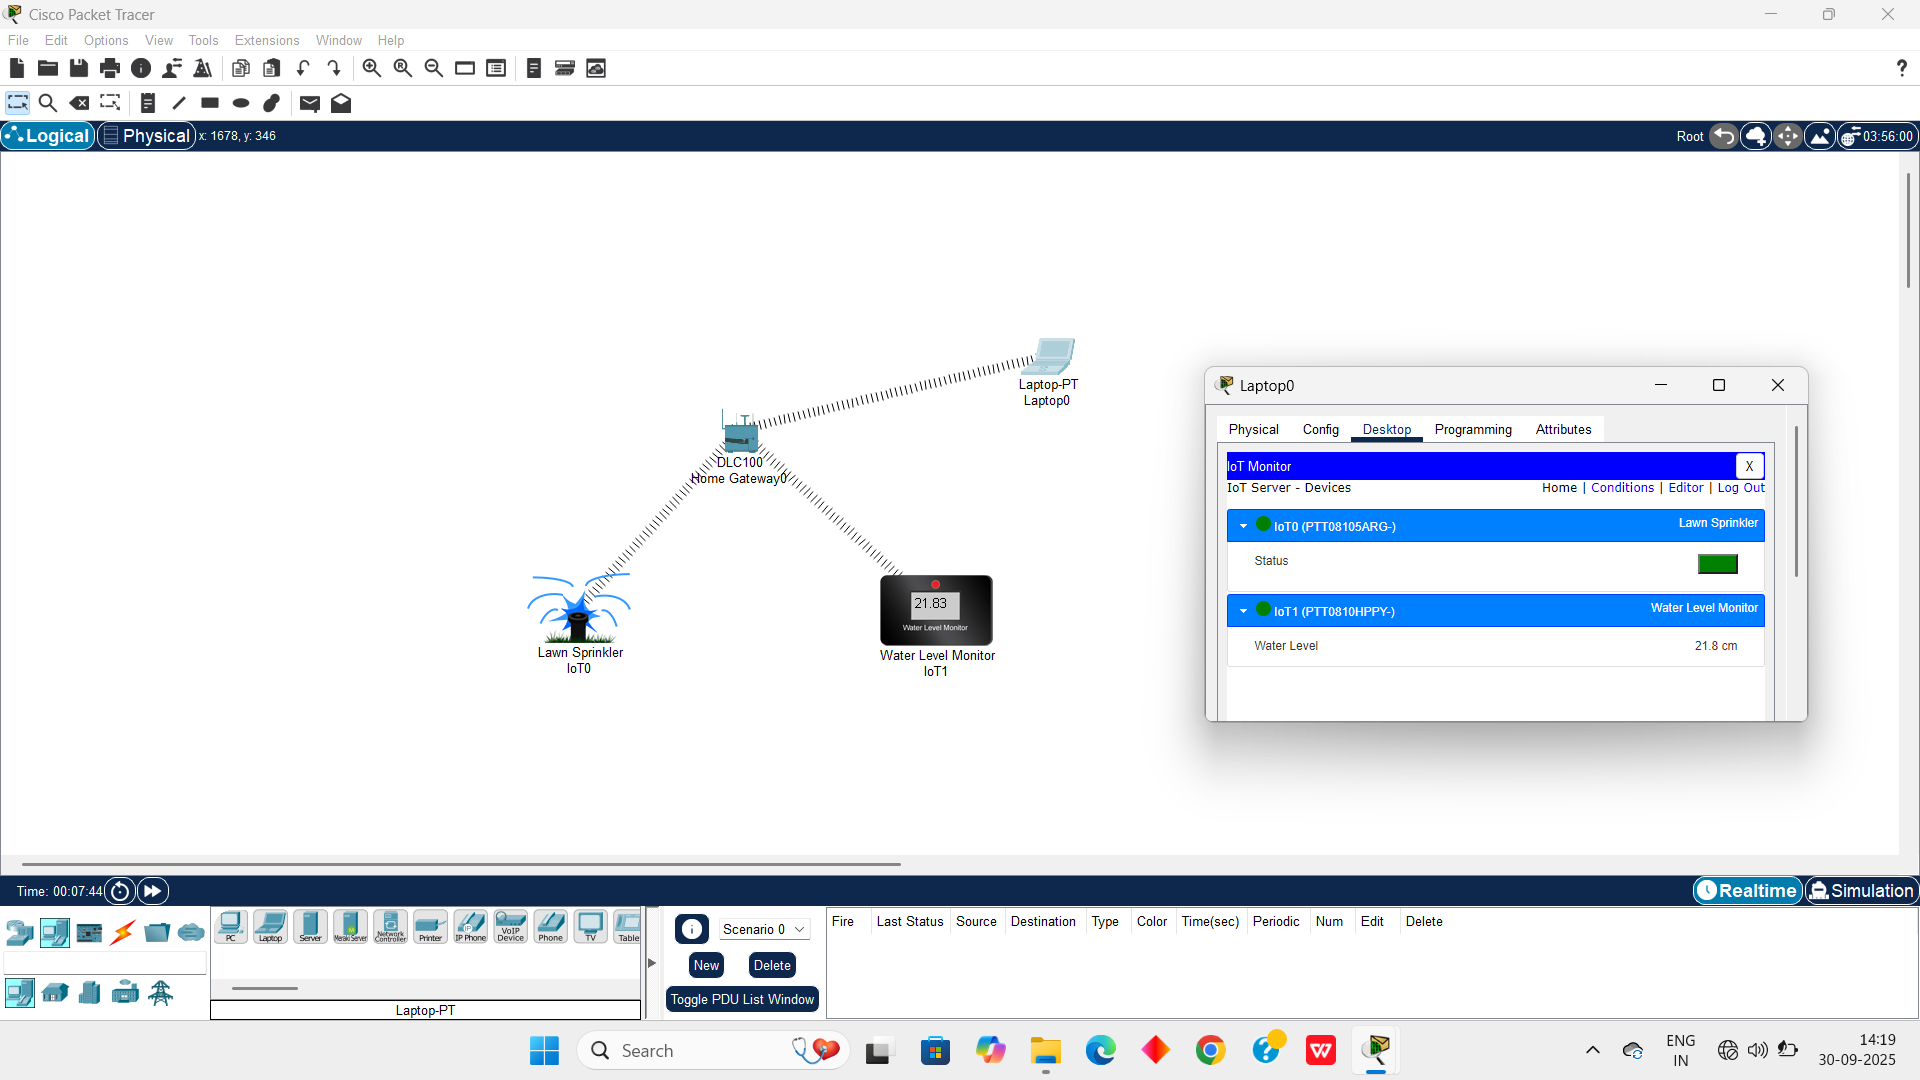 Cisco Packet Tracer
File Edit Options View Tools Extensions Window Help
?
Logical Physical x: 1678, y: 346 Root 03:56:00
Laptop-PT
Laptop0
DLC100
Home Gateway0
Lawn Sprinkler
IoT0
21.83
Water Level Monitor
Water Level Monitor
IoT1
Laptop0
Physical Config Desktop Programming Attributes
IoT Monitor X
IoT Server - Devices Home | Conditions | Editor | Log Out
IoT0 (PTT08105ARG-) Lawn Sprinkler
Status
IoT1 (PTT0810HPPY-) Water Level Monitor
Water Level 21.8 cm
Time: 00:07:44 Realtime Simulation
PC Laptop Server MerakiServer Network Controller Printer IP Phone VoIP Device Phone TV Table
Laptop-PT
Scenario 0
New Delete
Toggle PDU List Window
Fire Last Status Source Destination Type Color Time(sec) Periodic Num Edit Delete
Search
ENG
IN
14:19
30-09-2025